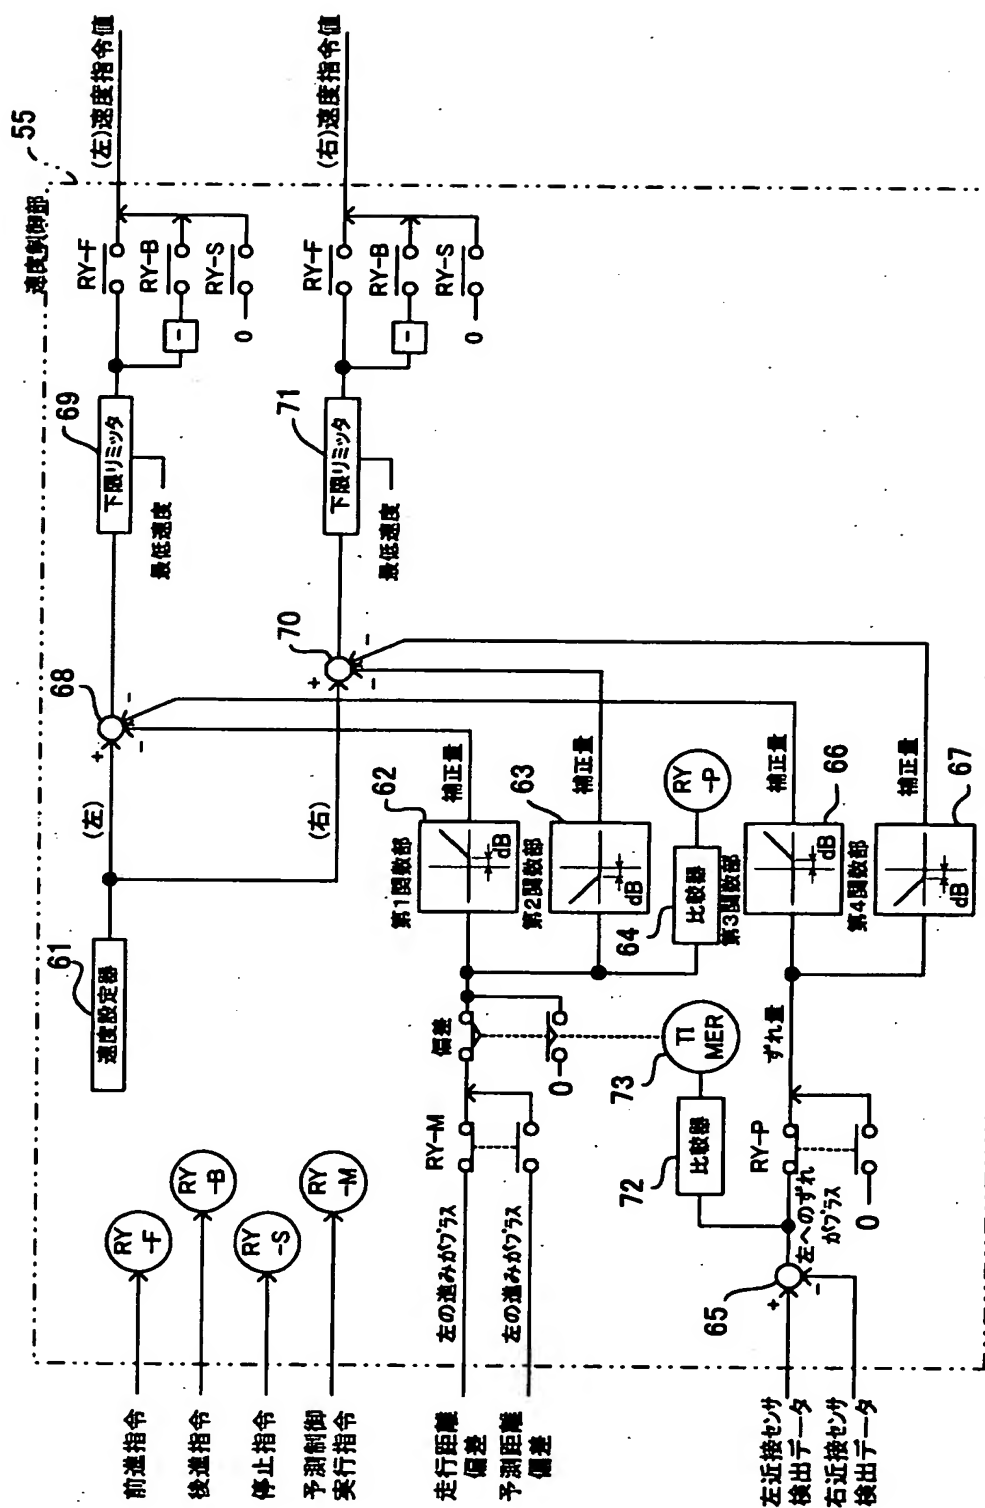 55
速度制御部
(左)速度指令値
(右)速度指令値
RY-F
RY-B
RY-S
-
0
RY-F
RY-B
RY-S
-
0
69
下限リミッタ
最低速度
71
下限リミッタ
最低速度
68
+
-
-
70
+
-
-
(左)
(右)
61
速度設定器
62
第1関数部
dB
補正量
63
第2関数部
dB
補正量
64
比較器
RY
-P
66
第3関数部
dB
補正量
67
第4関数部
dB
補正量
偏差
0
73
TI
MER
72
比較器
ずれ量
RY-M
RY-P
0
左へのずれ
がプラス
65
+
-
左の進みがプラス
左の進みがプラス
RY
-F
RY
-B
RY
-S
RY
-M
前進指令
後進指令
停止指令
予測制御
実行指令
走行距離
偏差
予測距離
偏差
左近接センサ
検出データ
右近接センサ
検出データ